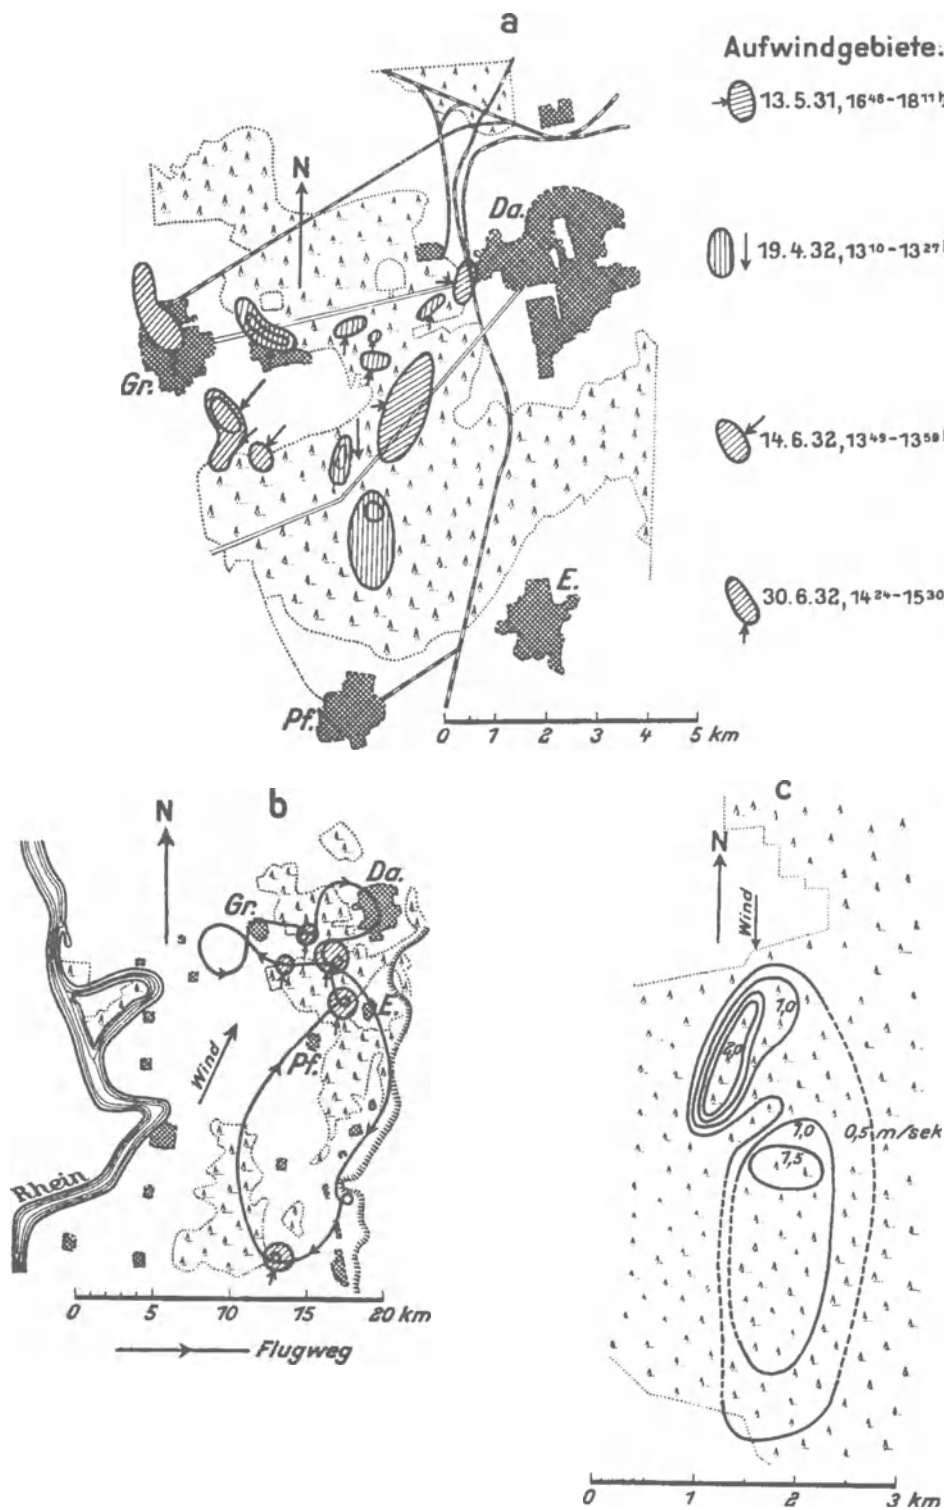 a
Aufwindgebiete:
13.5.31, 16⁴⁸-18¹¹ h
N
Da.
19.4.32, 13¹⁰-13²⁷
Gr.
14.6.32, 13⁴⁹-13⁵⁹
E.
30.6.32, 14²⁴-15³⁰
Pf.
0 1 2 3 4 5 km
b
N
Da.
Gr.
E.
Pf.
Wind
Rhein
0 5 10 15 20 km
Flugweg
c
N
Wind
1,0
2,0
1,0
0,5 m/sek
1,5
0 1 2 3 km